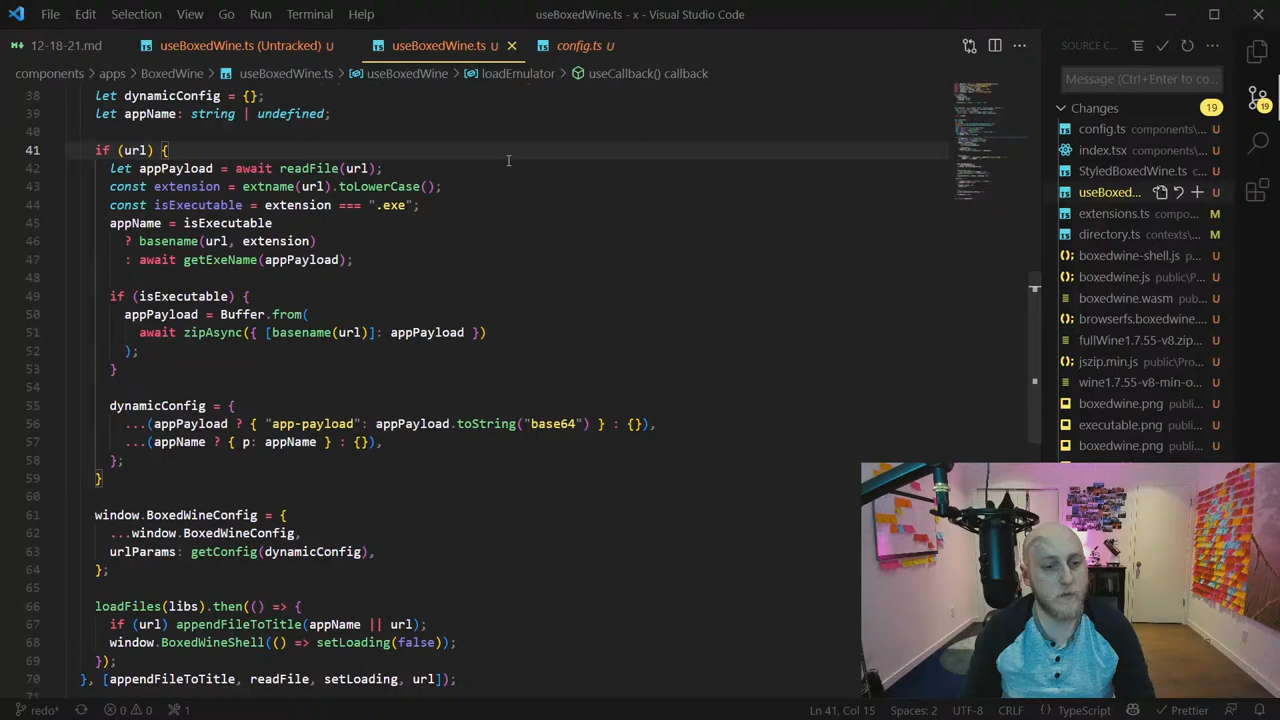 File Edit Selection View Go Run Terminal Help
useBoxedWine.ts - x - Visual Studio Code
12-18-21.md
useBoxedWine.ts (Untracked) U
useBoxedWine.ts U
config.ts U
SOURCE C...
components > apps > BoxedWine > useBoxedWine.ts > useBoxedWine > loadEmulator > useCallback() callback
Message (Ctrl+Enter to co...
Changes 19
38 let dynamicConfig = {};
39 let appName: string | undefined;
40
41 if (url) {
42 let appPayload = await readFile(url);
43 const extension = extname(url).toLowerCase();
44 const isExecutable = extension === ".exe";
45 appName = isExecutable
46 ? basename(url, extension)
47 : await getExeName(appPayload);
48
49 if (isExecutable) {
50 appPayload = Buffer.from(
51 await zipAsync({ [basename(url)]: appPayload })
52 );
53 }
54
55 dynamicConfig = {
56 ...(appPayload ? { "app-payload": appPayload.toString("base64") } : {}),
57 ...(appName ? { p: appName } : {}),
58 };
59 }
60
61 window.BoxedWineConfig = {
62 ...window.BoxedWineConfig,
63 urlParams: getConfig(dynamicConfig),
64 };
65
66 loadFiles(libs).then(() => {
67 if (url) appendFileToTitle(appName || url);
68 window.BoxedWineShell(() => setLoading(false));
69 });
70 }, [appendFileToTitle, readFile, setLoading, url]);
config.ts components\... U
index.tsx components\... U
StyledBoxedWine.ts ... U
useBoxed... U
extensions.ts compo... M
directory.ts contexts\... M
boxedwine-shell.js public\... U
boxedwine.js public\P... U
boxedwine.wasm ... U
browserfs.boxedwine... U
fullWine1.7.55-v8.zip... U
jszip.min.js public\Pro... U
wine1.7.55-v8-min-o... U
boxedwine.png publi... U
executable.png publi... U
boxedwine.png publi... U
19
redo* 0 0 1
Ln 41, Col 15 Spaces: 2 UTF-8 CRLF TypeScript Prettier